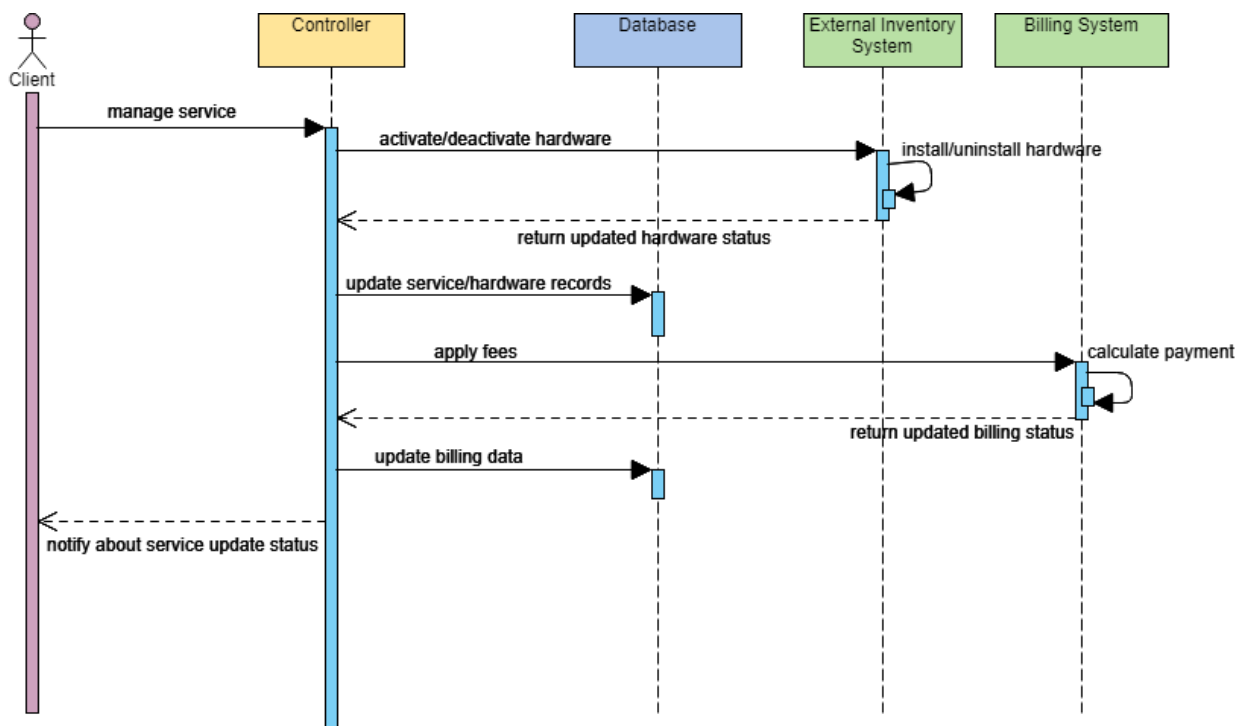 Controller
Database
External Inventory
System
Billing System
Client
manage service
activate/deactivate hardware
install/uninstall hardware
return updated hardware status
update service/hardware records
apply fees
calculate payment
return updated billing status
update billing data
notify about service update status